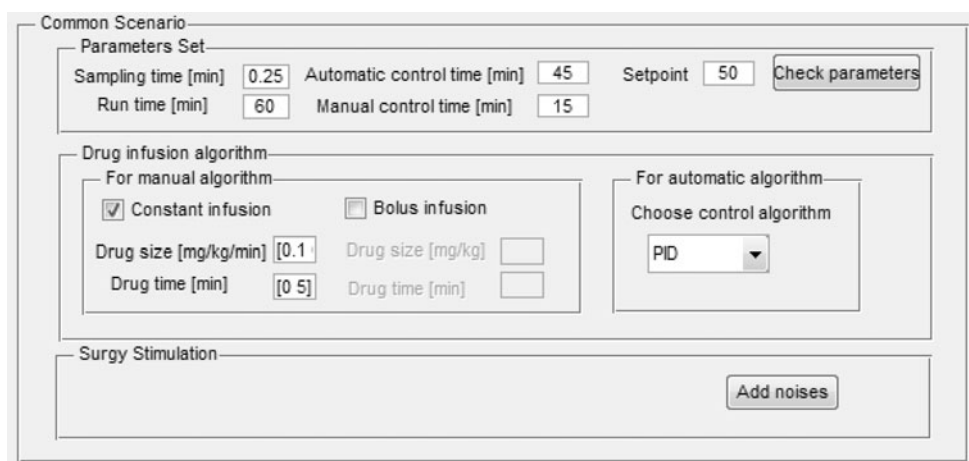 Common Scenario
Parameters Set
Sampling time [min] 0.25 Automatic control time [min] 45 Setpoint 50 Check parameters
Run time [min] 60 Manual control time [min] 15
Drug infusion algorithm
For manual algorithm For automatic algorithm
Constant infusion Bolus infusion Choose control algorithm
Drug size [mg/kg/min] [0.1 Drug size [mg/kg] PID
Drug time [min] [0 5] Drug time [min]
Surgy Stimulation
Add noises